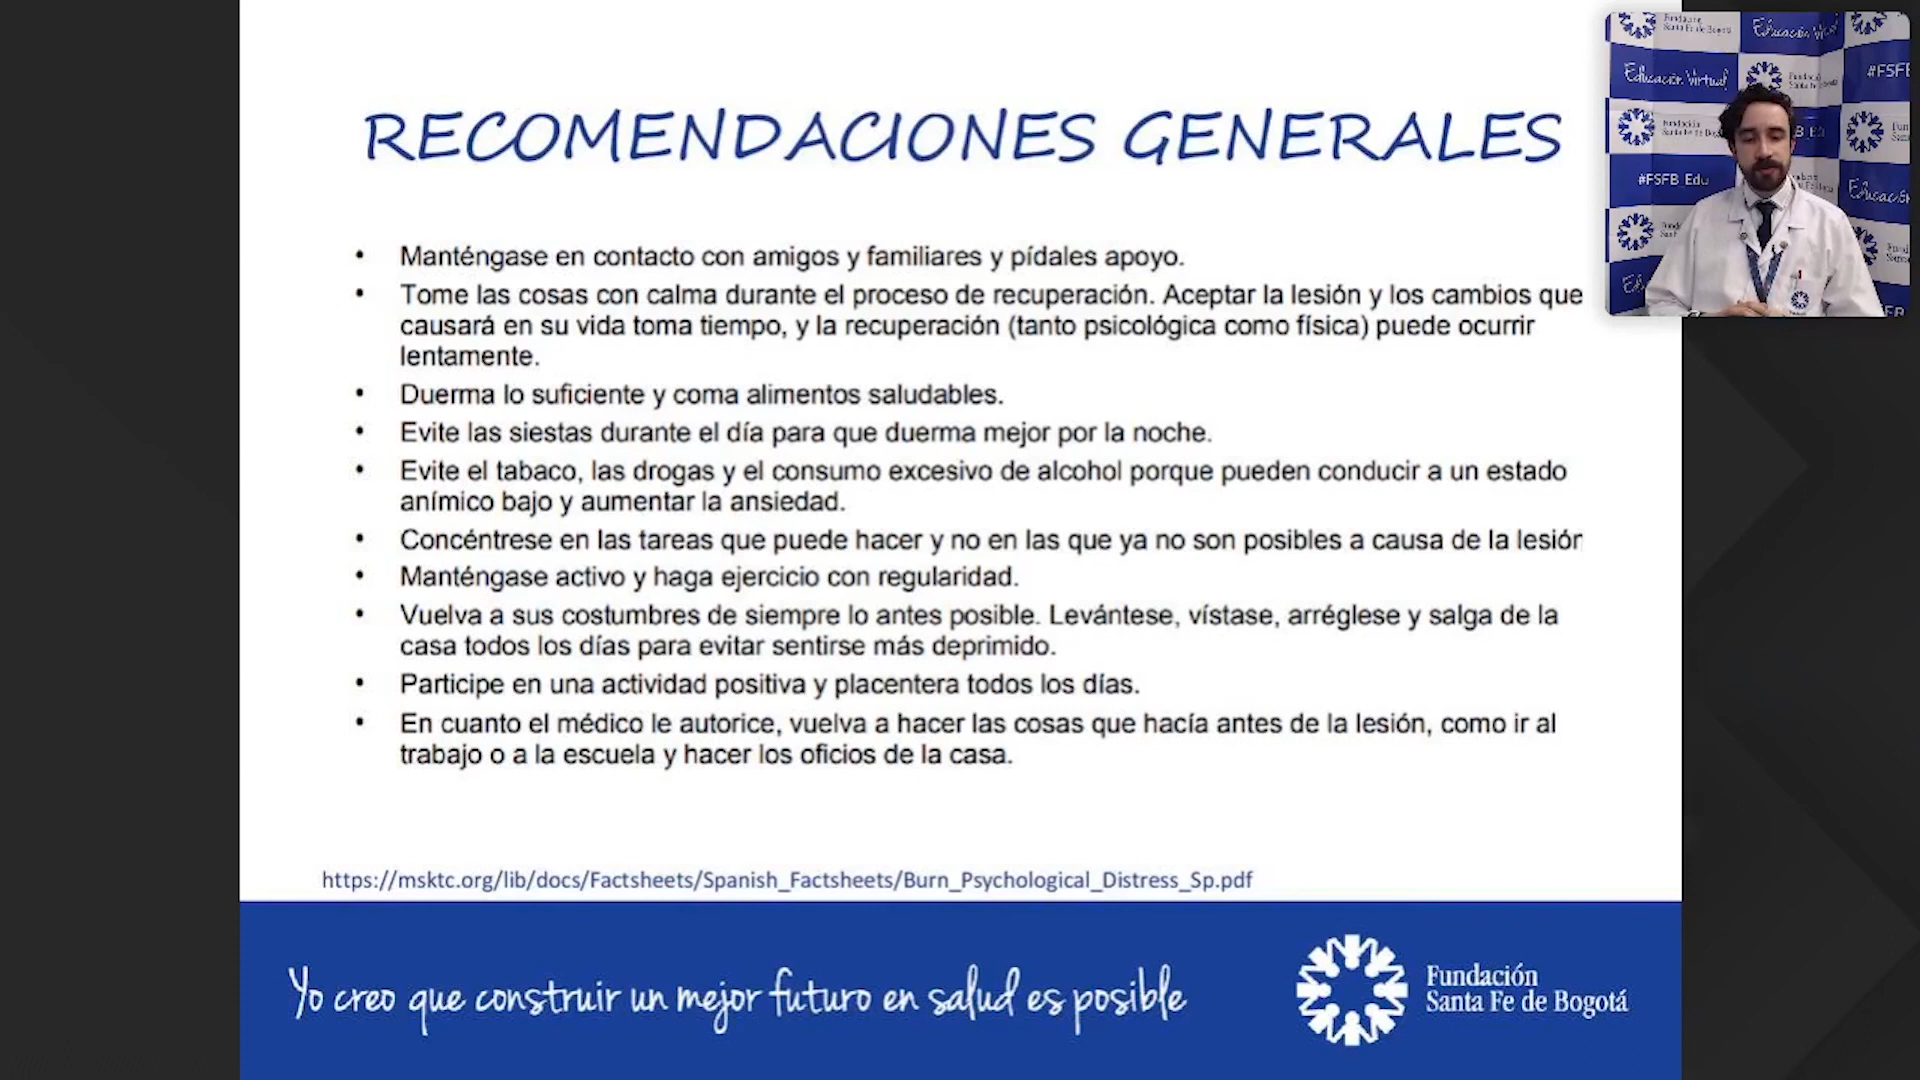 RECOMENDACIONES GENERALES
• Manténgase en contacto con amigos y familiares y pídales apoyo.
• Tome las cosas con calma durante el proceso de recuperación. Aceptar la lesión y los cambios que
causará en su vida toma tiempo, y la recuperación (tanto psicológica como física) puede ocurrir
lentamente.
• Duerma lo suficiente y coma alimentos saludables.
• Evite las siestas durante el día para que duerma mejor por la noche.
• Evite el tabaco, las drogas y el consumo excesivo de alcohol porque pueden conducir a un estado
anímico bajo y aumentar la ansiedad.
• Concéntrese en las tareas que puede hacer y no en las que ya no son posibles a causa de la lesión
• Manténgase activo y haga ejercicio con regularidad.
• Vuelva a sus costumbres de siempre lo antes posible. Levántese, vístase, arréglese y salga de la
casa todos los días para evitar sentirse más deprimido.
• Participe en una actividad positiva y placentera todos los días.
• En cuanto el médico le autorice, vuelva a hacer las cosas que hacía antes de la lesión, como ir al
trabajo o a la escuela y hacer los oficios de la casa.
https://msktc.org/lib/docs/Factsheets/Spanish_Factsheets/Burn_Psychological_Distress_Sp.pdf
Yo creo que construir un mejor futuro en salud es posible
Fundación
Santa Fe de Bogotá
Fundación
Santa Fe de Bogotá
Educación Virtual
Educación Virtual
#FSFB
#FSFB_Edu